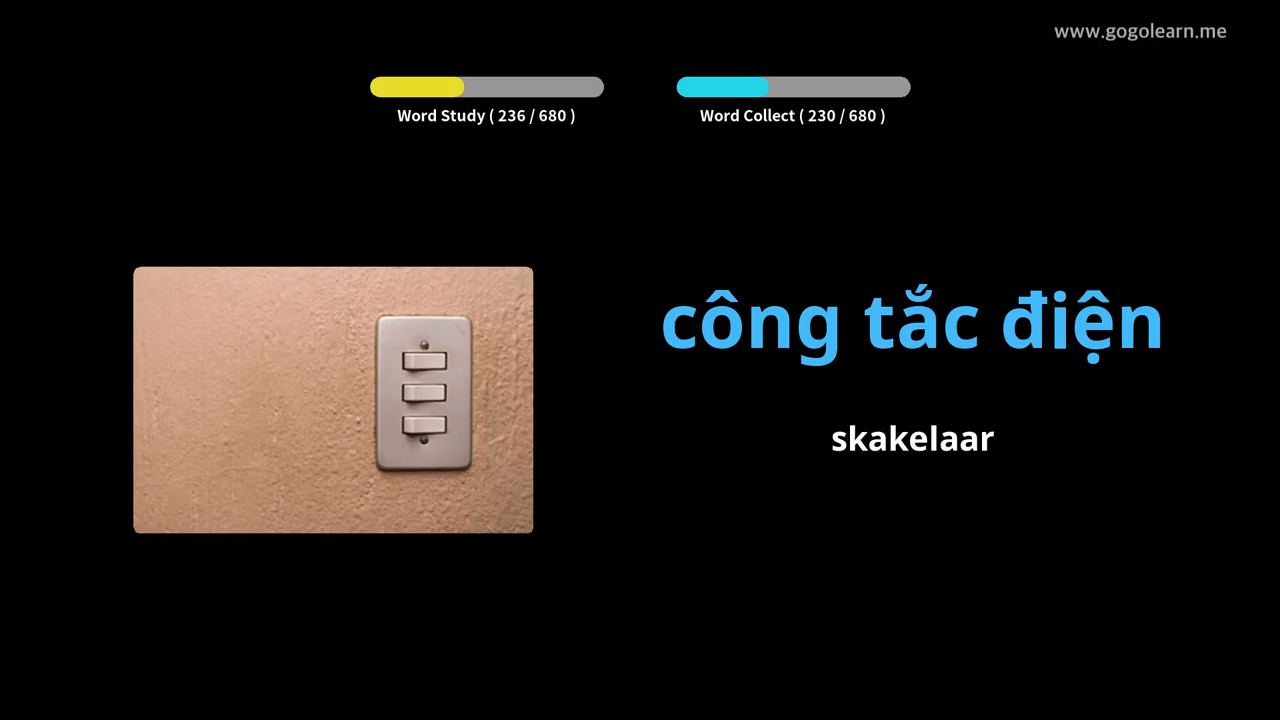 www.gogolearn.me
Word Study ( 236 / 680 )
Word Collect ( 230 / 680 )
công tắc điện
skakelaar